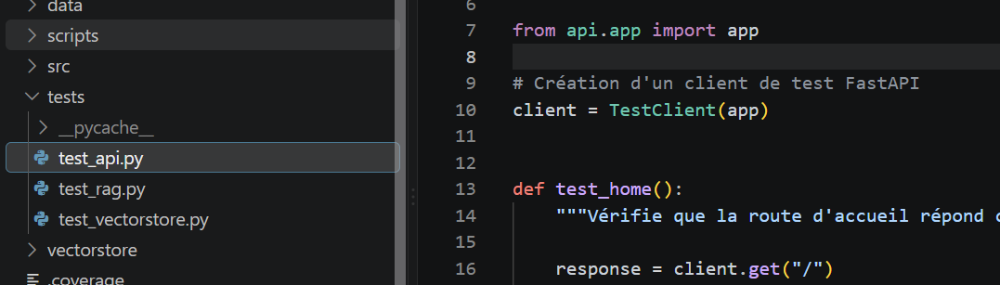 data
scripts
src
tests
__pycache__
test_api.py
test_rag.py
test_vectorstore.py
vectorstore
.coverage
6
7 from api.app import app
8
9 # Création d'un client de test FastAPI
10 client = TestClient(app)
11
12
13 def test_home():
14 """Vérifie que la route d'accueil répond
15
16 response = client.get("/")